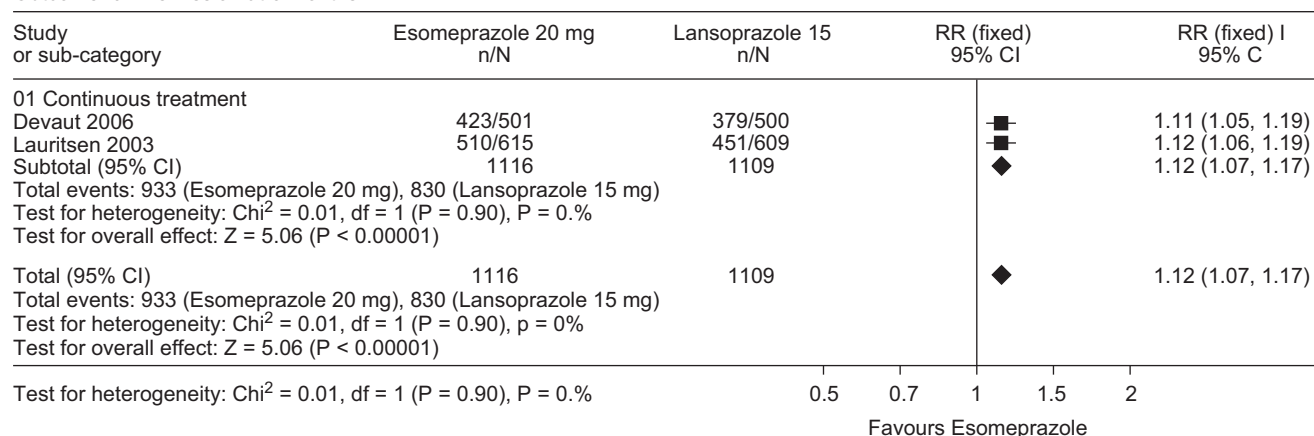 Study Esomeprazole 20 mg Lansoprazole 15 RR (fixed) RR (fixed) I
or sub-category n/N n/N 95% CI 95% C
01 Continuous treatment
Devaut 2006 423/501 379/500 1.11 (1.05, 1.19)
Lauritsen 2003 510/615 451/609 1.12 (1.06, 1.19)
Subtotal (95% CI) 1116 1109 1.12 (1.07, 1.17)
Total events: 933 (Esomeprazole 20 mg), 830 (Lansoprazole 15 mg)
Test for heterogeneity: Chi² = 0.01, df = 1 (P = 0.90), P = 0.%
Test for overall effect: Z = 5.06 (P < 0.00001)
Total (95% CI) 1116 1109 1.12 (1.07, 1.17)
Total events: 933 (Esomeprazole 20 mg), 830 (Lansoprazole 15 mg)
Test for heterogeneity: Chi² = 0.01, df = 1 (P = 0.90), p = 0%
Test for overall effect: Z = 5.06 (P < 0.00001)
Test for heterogeneity: Chi² = 0.01, df = 1 (P = 0.90), P = 0.% 0.5 0.7 1 1.5 2
Favours Esomeprazole